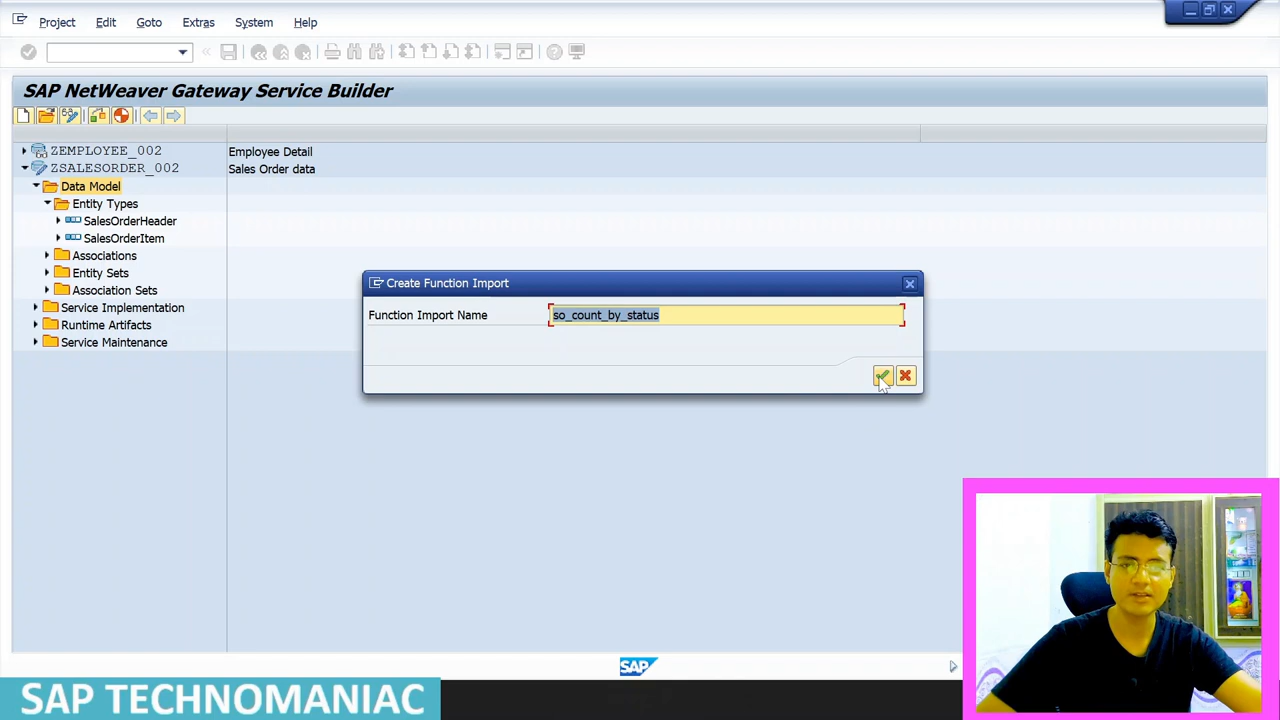 Project Edit Goto Extras System Help
SAP NetWeaver Gateway Service Builder
ZEMPLOYEE_002 Employee Detail
ZSALESORDER_002 Sales Order data
Data Model
Entity Types
SalesOrderHeader
SalesOrderItem
Associations
Entity Sets
Association Sets
Service Implementation
Runtime Artifacts
Service Maintenance
Create Function Import
Function Import Name so_count_by_status
SAP
SAP TECHNOMANIAC